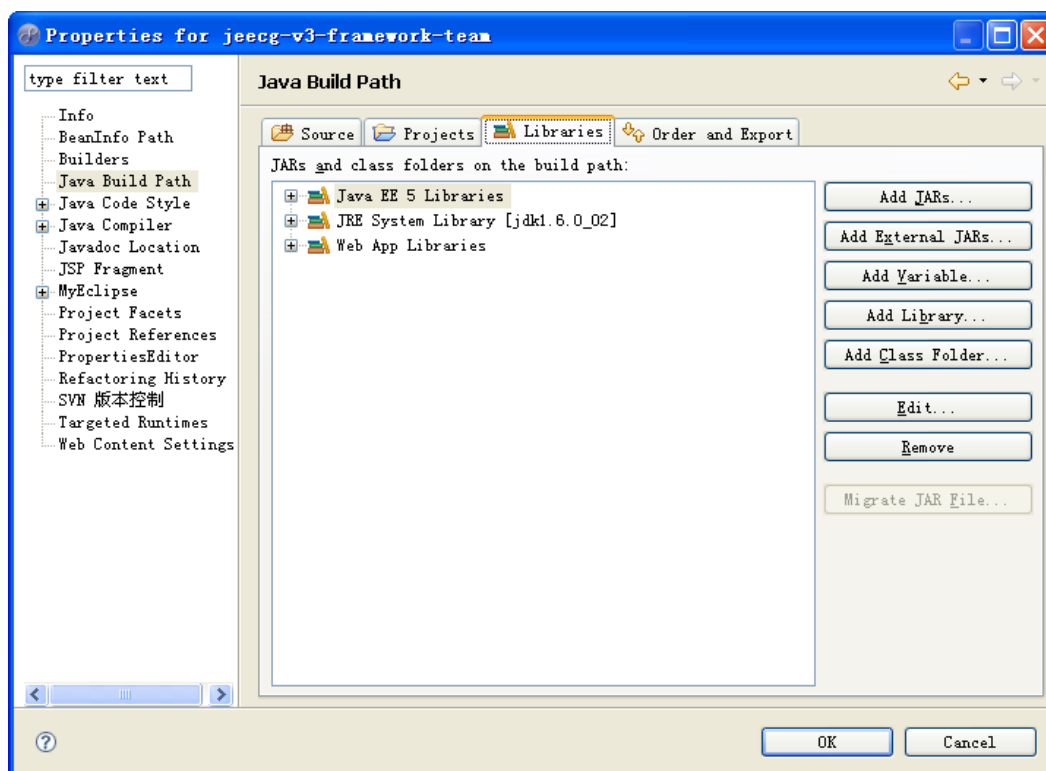 Properties for jeecg-v3-framework-team
type filter text
Info
BeanInfo Path
Builders
Java Build Path
Java Code Style
Java Compiler
Javadoc Location
JSP Fragment
MyEclipse
Project Facets
Project References
PropertiesEditor
Refactoring History
SVN 版本控制
Targeted Runtimes
Web Content Settings
Java Build Path
Source Projects Libraries Order and Export
JARs and class folders on the build path:
Java EE 5 Libraries
JRE System Library [jdk1.6.0_02]
Web App Libraries
Add JARs...
Add External JARs...
Add Variable...
Add Library...
Add Class Folder...
Edit...
Remove
Migrate JAR File...
OK Cancel